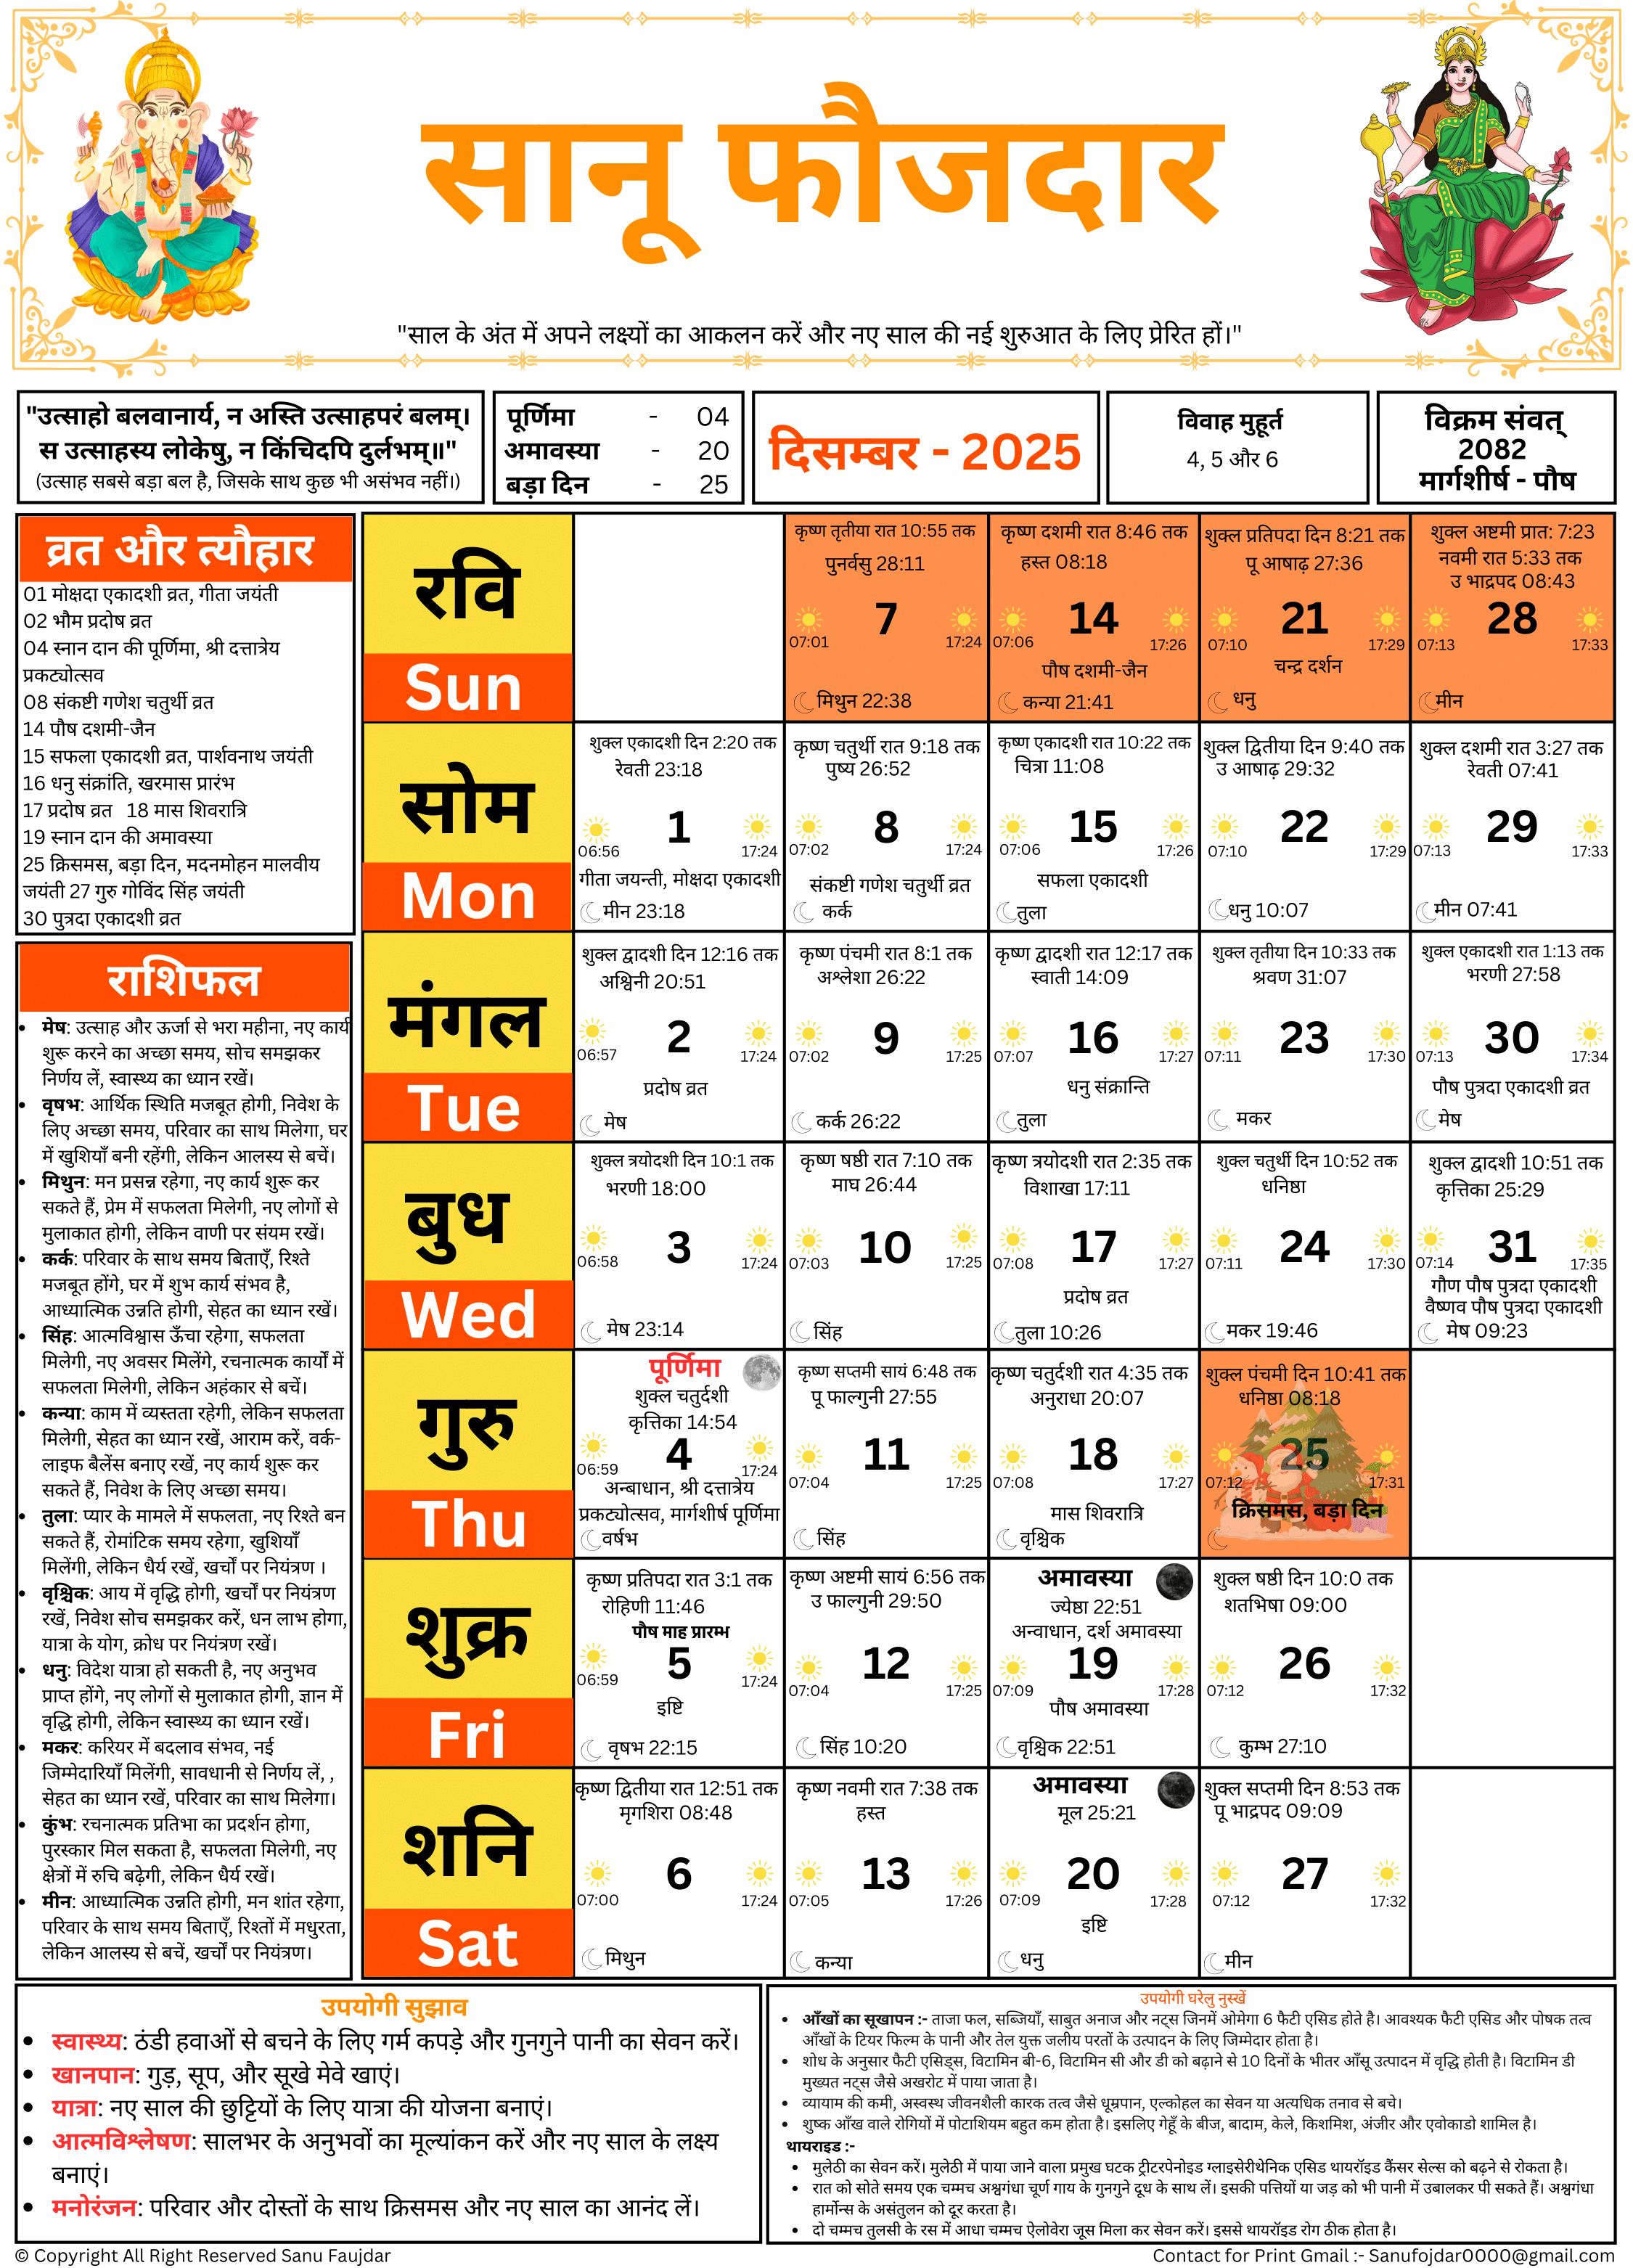 सानू फौजदार
"साल के अंत में अपने लक्ष्यों का आकलन करें और नए साल की नई शुरुआत के लिए प्रेरित हों।"
"उत्साहो बलवानार्य, न अस्ति उत्साहपरं बलम्।
स उत्साहस्य लोकेषु, न किंचिदपि दुर्लभम्॥"
(उत्साह सबसे बड़ा बल है, जिसके साथ कुछ भी असंभव नहीं।)
पूर्णिमा - 04
अमावस्या - 20
बड़ा दिन - 25
दिसम्बर - 2025
विवाह मुहूर्त
4, 5 और 6
विक्रम संवत्
2082
मार्गशीर्ष - पौष
व्रत और त्यौहार
01 मोक्षदा एकादशी व्रत, गीता जयंती
02 भौम प्रदोष व्रत
04 स्नान दान की पूर्णिमा, श्री दत्तात्रेय
प्रकट्योत्सव
08 संकष्टी गणेश चतुर्थी व्रत
14 पौष दशमी-जैन
15 सफला एकादशी व्रत, पार्शवनाथ जयंती
16 धनु संक्रांति, खरमास प्रारंभ
17 प्रदोष व्रत 18 मास शिवरात्रि
19 स्नान दान की अमावस्या
25 क्रिसमस, बड़ा दिन, मदनमोहन मालवीय
जयंती 27 गुरु गोविंद सिंह जयंती
30 पुत्रदा एकादशी व्रत
राशिफल
• मेष: उत्साह और ऊर्जा से भरा महीना, नए कार्य
शुरू करने का अच्छा समय, सोच समझकर
निर्णय लें, स्वास्थ्य का ध्यान रखें।
• वृषभ: आर्थिक स्थिति मजबूत होगी, निवेश के
लिए अच्छा समय, परिवार का साथ मिलेगा, घर
में खुशियाँ बनी रहेंगी, लेकिन आलस्य से बचें।
• मिथुन: मन प्रसन्न रहेगा, नए कार्य शुरू कर
सकते हैं, प्रेम में सफलता मिलेगी, नए लोगों से
मुलाकात होगी, लेकिन वाणी पर संयम रखें।
• कर्क: परिवार के साथ समय बिताएँ, रिश्ते
मजबूत होंगे, घर में शुभ कार्य संभव है,
आध्यात्मिक उन्नति होगी, सेहत का ध्यान रखें।
• सिंह: आत्मविश्वास ऊँचा रहेगा, सफलता
मिलेगी, नए अवसर मिलेंगे, रचनात्मक कार्यों में
सफलता मिलेगी, लेकिन अहंकार से बचें।
• कन्या: काम में व्यस्तता रहेगी, लेकिन सफलता
मिलेगी, सेहत का ध्यान रखें, आराम करें, वर्क-
लाइफ बैलेंस बनाए रखें, नए कार्य शुरू कर
सकते हैं, निवेश के लिए अच्छा समय।
• तुला: प्यार के मामले में सफलता, नए रिश्ते बन
सकते हैं, रोमांटिक समय रहेगा, खुशियाँ
मिलेंगी, लेकिन धैर्य रखें, खर्चों पर नियंत्रण ।
• वृश्चिक: आय में वृद्धि होगी, खर्चों पर नियंत्रण
रखें, निवेश सोच समझकर करें, धन लाभ होगा,
यात्रा के योग, क्रोध पर नियंत्रण रखें।
• धनु: विदेश यात्रा हो सकती है, नए अनुभव
प्राप्त होंगे, नए लोगों से मुलाकात होगी, ज्ञान में
वृद्धि होगी, लेकिन स्वास्थ्य का ध्यान रखें।
• मकर: करियर में बदलाव संभव, नई
जिम्मेदारियाँ मिलेंगी, सावधानी से निर्णय लें, ,
सेहत का ध्यान रखें, परिवार का साथ मिलेगा।
• कुंभ: रचनात्मक प्रतिभा का प्रदर्शन होगा,
पुरस्कार मिल सकता है, सफलता मिलेगी, नए
क्षेत्रों में रुचि बढ़ेगी, लेकिन धैर्य रखें।
• मीन: आध्यात्मिक उन्नति होगी, मन शांत रहेगा,
परिवार के साथ समय बिताएँ, रिश्तों में मधुरता,
लेकिन आलस्य से बचें, खर्चों पर नियंत्रण।
रवि
Sun
कृष्ण तृतीया रात 10:55 तक
पुनर्वसु 28:11
7
07:01 17:24
मिथुन 22:38
कृष्ण दशमी रात 8:46 तक
हस्त 08:18
14
07:06 17:26
पौष दशमी-जैन
कन्या 21:41
शुक्ल प्रतिपदा दिन 8:21 तक
पू आषाढ़ 27:36
21
07:10 17:29
चन्द्र दर्शन
धनु
शुक्ल अष्टमी प्रात: 7:23
नवमी रात 5:33 तक
उ भाद्रपद 08:43
28
07:13 17:33
मीन
सोम
Mon
शुक्ल एकादशी दिन 2:20 तक
रेवती 23:18
1
06:56 17:24
गीता जयन्ती, मोक्षदा एकादशी
मीन 23:18
कृष्ण चतुर्थी रात 9:18 तक
पुष्य 26:52
8
07:02 17:24
संकष्टी गणेश चतुर्थी व्रत
कर्क
कृष्ण एकादशी रात 10:22 तक
चित्रा 11:08
15
07:06 17:26
सफला एकादशी
तुला
शुक्ल द्वितीया दिन 9:40 तक
उ आषाढ़ 29:32
22
07:10 17:29
धनु 10:07
शुक्ल दशमी रात 3:27 तक
रेवती 07:41
29
07:13 17:33
मीन 07:41
मंगल
Tue
शुक्ल द्वादशी दिन 12:16 तक
अश्विनी 20:51
2
06:57 17:24
प्रदोष व्रत
मेष
कृष्ण पंचमी रात 8:1 तक
अश्लेशा 26:22
9
07:02 17:25
कर्क 26:22
कृष्ण द्वादशी रात 12:17 तक
स्वाती 14:09
16
07:07 17:27
धनु संक्रान्ति
तुला
शुक्ल तृतीया दिन 10:33 तक
श्रवण 31:07
23
07:11 17:30
मकर
शुक्ल एकादशी रात 1:13 तक
भरणी 27:58
30
07:13 17:34
पौष पुत्रदा एकादशी व्रत
मेष
बुध
Wed
शुक्ल त्रयोदशी दिन 10:1 तक
भरणी 18:00
3
06:58 17:24
मेष 23:14
कृष्ण षष्ठी रात 7:10 तक
माघ 26:44
10
07:03 17:25
सिंह
कृष्ण त्रयोदशी रात 2:35 तक
विशाखा 17:11
17
07:08 17:27
प्रदोष व्रत
तुला 10:26
शुक्ल चतुर्थी दिन 10:52 तक
धनिष्ठा
24
07:11 17:30
मकर 19:46
शुक्ल द्वादशी 10:51 तक
कृत्तिका 25:29
31
07:14 17:35
गौण पौष पुत्रदा एकादशी
वैष्णव पौष पुत्रदा एकादशी
मेष 09:23
गुरु
Thu
पूर्णिमा
शुक्ल चतुर्दशी
कृत्तिका 14:54
4
06:59 17:24
अन्बाधान, श्री दत्तात्रेय
प्रकट्योत्सव, मार्गशीर्ष पूर्णिमा
वर्षभ
कृष्ण सप्तमी सायं 6:48 तक
पू फाल्गुनी 27:55
11
07:04 17:25
सिंह
कृष्ण चतुर्दशी रात 4:35 तक
अनुराधा 20:07
18
07:08 17:27
मास शिवरात्रि
वृश्चिक
शुक्ल पंचमी दिन 10:41 तक
धनिष्ठा 08:18
25
07:12 17:31
क्रिसमस, बड़ा दिन
शुक्र
Fri
कृष्ण प्रतिपदा रात 3:1 तक
रोहिणी 11:46
पौष माह प्रारम्भ
5
06:59 17:24
इष्टि
वृषभ 22:15
कृष्ण अष्टमी सायं 6:56 तक
उ फाल्गुनी 29:50
12
07:04 17:25
सिंह 10:20
अमावस्या
ज्येष्ठा 22:51
अन्वाधान, दर्श अमावस्या
19
07:09 17:28
पौष अमावस्या
वृश्चिक 22:51
शुक्ल षष्ठी दिन 10:0 तक
शतभिषा 09:00
26
07:12 17:32
कुम्भ 27:10
शनि
Sat
कृष्ण द्वितीया रात 12:51 तक
मृगशिरा 08:48
6
07:00 17:24
मिथुन
कृष्ण नवमी रात 7:38 तक
हस्त
13
07:05 17:26
कन्या
अमावस्या
मूल 25:21
20
07:09 17:28
इष्टि
धनु
शुक्ल सप्तमी दिन 8:53 तक
पू भाद्रपद 09:09
27
07:12 17:32
मीन
उपयोगी सुझाव
• स्वास्थ्य: ठंडी हवाओं से बचने के लिए गर्म कपड़े और गुनगुने पानी का सेवन करें।
• खानपान: गुड़, सूप, और सूखे मेवे खाएं।
• यात्रा: नए साल की छुट्टियों के लिए यात्रा की योजना बनाएं।
• आत्मविश्लेषण: सालभर के अनुभवों का मूल्यांकन करें और नए साल के लक्ष्य
बनाएं।
• मनोरंजन: परिवार और दोस्तों के साथ क्रिसमस और नए साल का आनंद लें।
उपयोगी घरेलु नुस्खें
• आँखों का सूखापन :- ताजा फल, सब्जियाँ, साबुत अनाज और नट्स जिनमें ओमेगा 6 फैटी एसिड होते है। आवश्यक फैटी एसिड और पोषक तत्व
आँखों के टियर फिल्म के पानी और तेल युक्त जलीय परतों के उत्पादन के लिए जिम्मेदार होता है।
• शोध के अनुसार फैटी एसिड्स, विटामिन बी-6, विटामिन सी और डी को बढ़ाने से 10 दिनों के भीतर आँसू उत्पादन में वृद्धि होती है। विटामिन डी
मुख्यत नट्स जैसे अखरोट में पाया जाता है।
• व्यायाम की कमी, अस्वस्थ जीवनशैली कारक तत्व जैसे धूम्रपान, एल्कोहल का सेवन या अत्यधिक तनाव से बचे।
• शुष्क आँख वाले रोगियों में पोटाशियम बहुत कम होता है। इसलिए गेहूँ के बीज, बादाम, केले, किशमिश, अंजीर और एवोकाडो शामिल है।
थायराइड :-
• मुलेठी का सेवन करें। मुलेठी में पाया जाने वाला प्रमुख घटक ट्रीटरपेनोइड ग्लाइसेरीथेनिक एसिड थायरॉइड कैंसर सेल्स को बढ़ने से रोकता है।
• रात को सोते समय एक चम्मच अश्वगंधा चूर्ण गाय के गुनगुने दूध के साथ लें। इसकी पत्तियों या जड़ को भी पानी में उबालकर पी सकते हैं। अश्वगंधा
हार्मोन्स के असंतुलन को दूर करता है।
• दो चम्मच तुलसी के रस में आधा चम्मच ऐलोवेरा जूस मिला कर सेवन करें। इससे थायरॉइड रोग ठीक होता है।
© Copyright All Right Reserved Sanu Faujdar
Contact for Print Gmail :- Sanufojdar0000@gmail.com